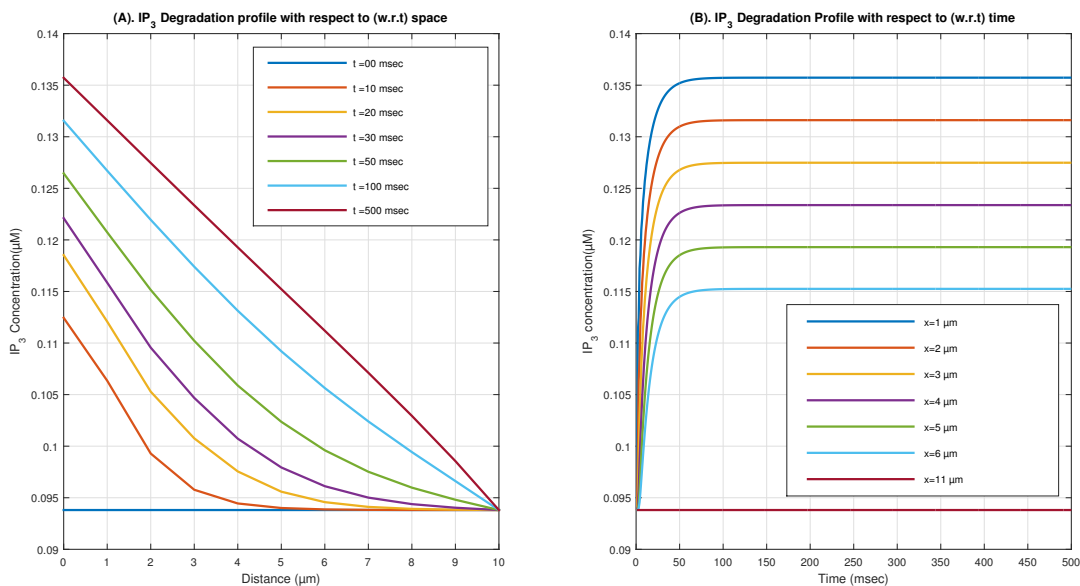 (A). IP3 Degradation profile with respect to (w.r.t) space
0.14
0.135
0.13
0.125
0.12
0.115
0.11
0.105
0.1
0.095
0.09
IP3 Concentration(µM)
t =00 msec
t =10 msec
t =20 msec
t =30 msec
t =50 msec
t =100 msec
t =500 msec
0 1 2 3 4 5 6 7 8 9 10
Distance (µm)
(B). IP3 Degradation Profile with respect to (w.r.t) time
0.14
0.135
0.13
0.125
0.12
0.115
0.11
0.105
0.1
0.095
0.09
IP3 concentration(µM)
x=1 µm
x=2 µm
x=3 µm
x=4 µm
x=5 µm
x=6 µm
x=11 µm
0 50 100 150 200 250 300 350 400 450 500
Time (msec)